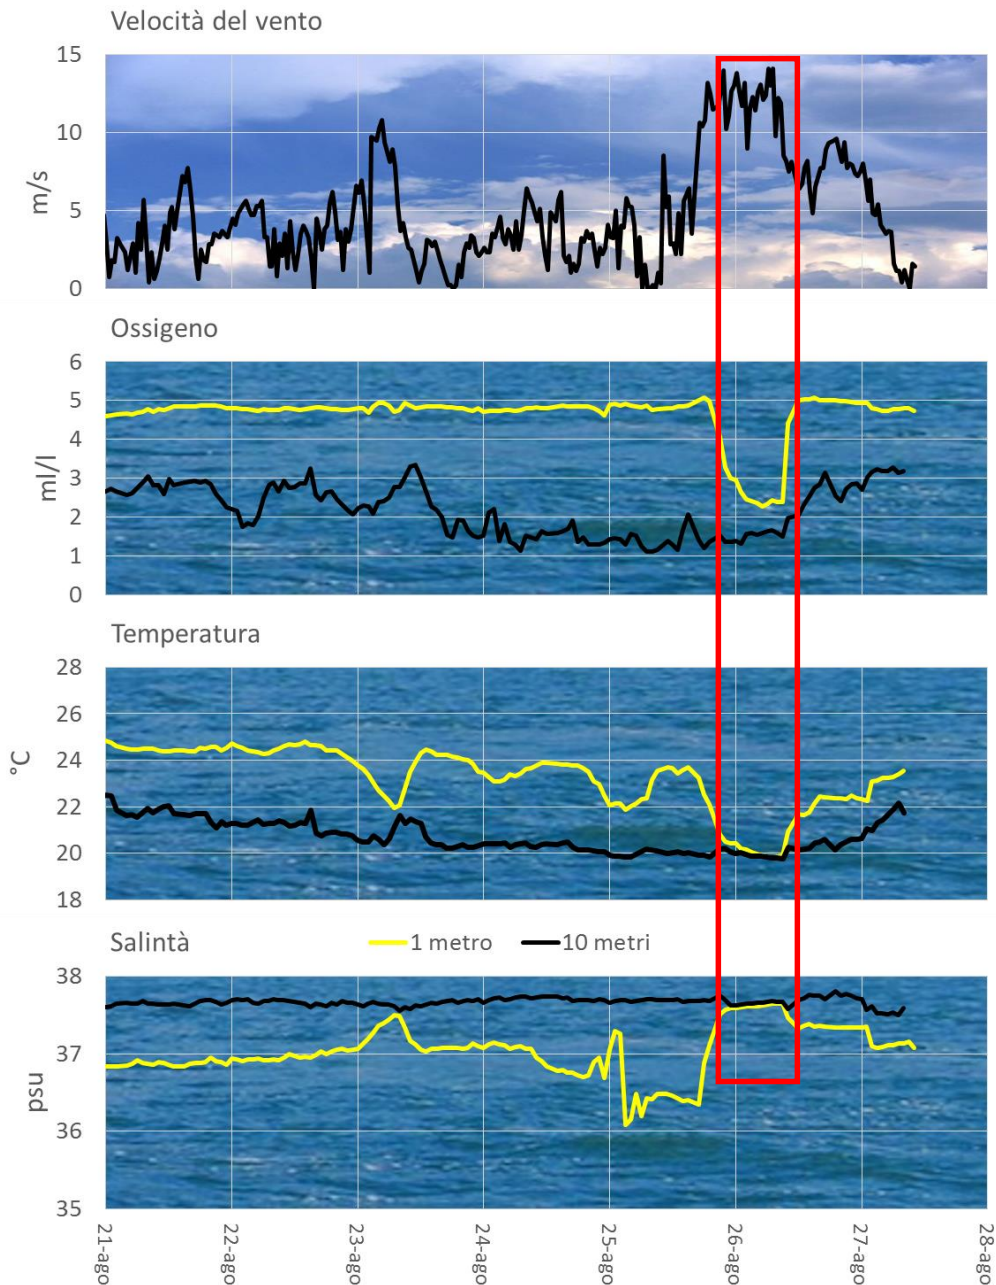 Velocità del vento
15
10
5
0
m/s
Ossigeno
6
5
4
3
2
1
0
ml/l
Temperatura
28
26
24
22
20
18
°C
Salintà
1 metro
10 metri
38
37
36
35
psu
21-ago
22-ago
23-ago
24-ago
25-ago
26-ago
27-ago
28-ago